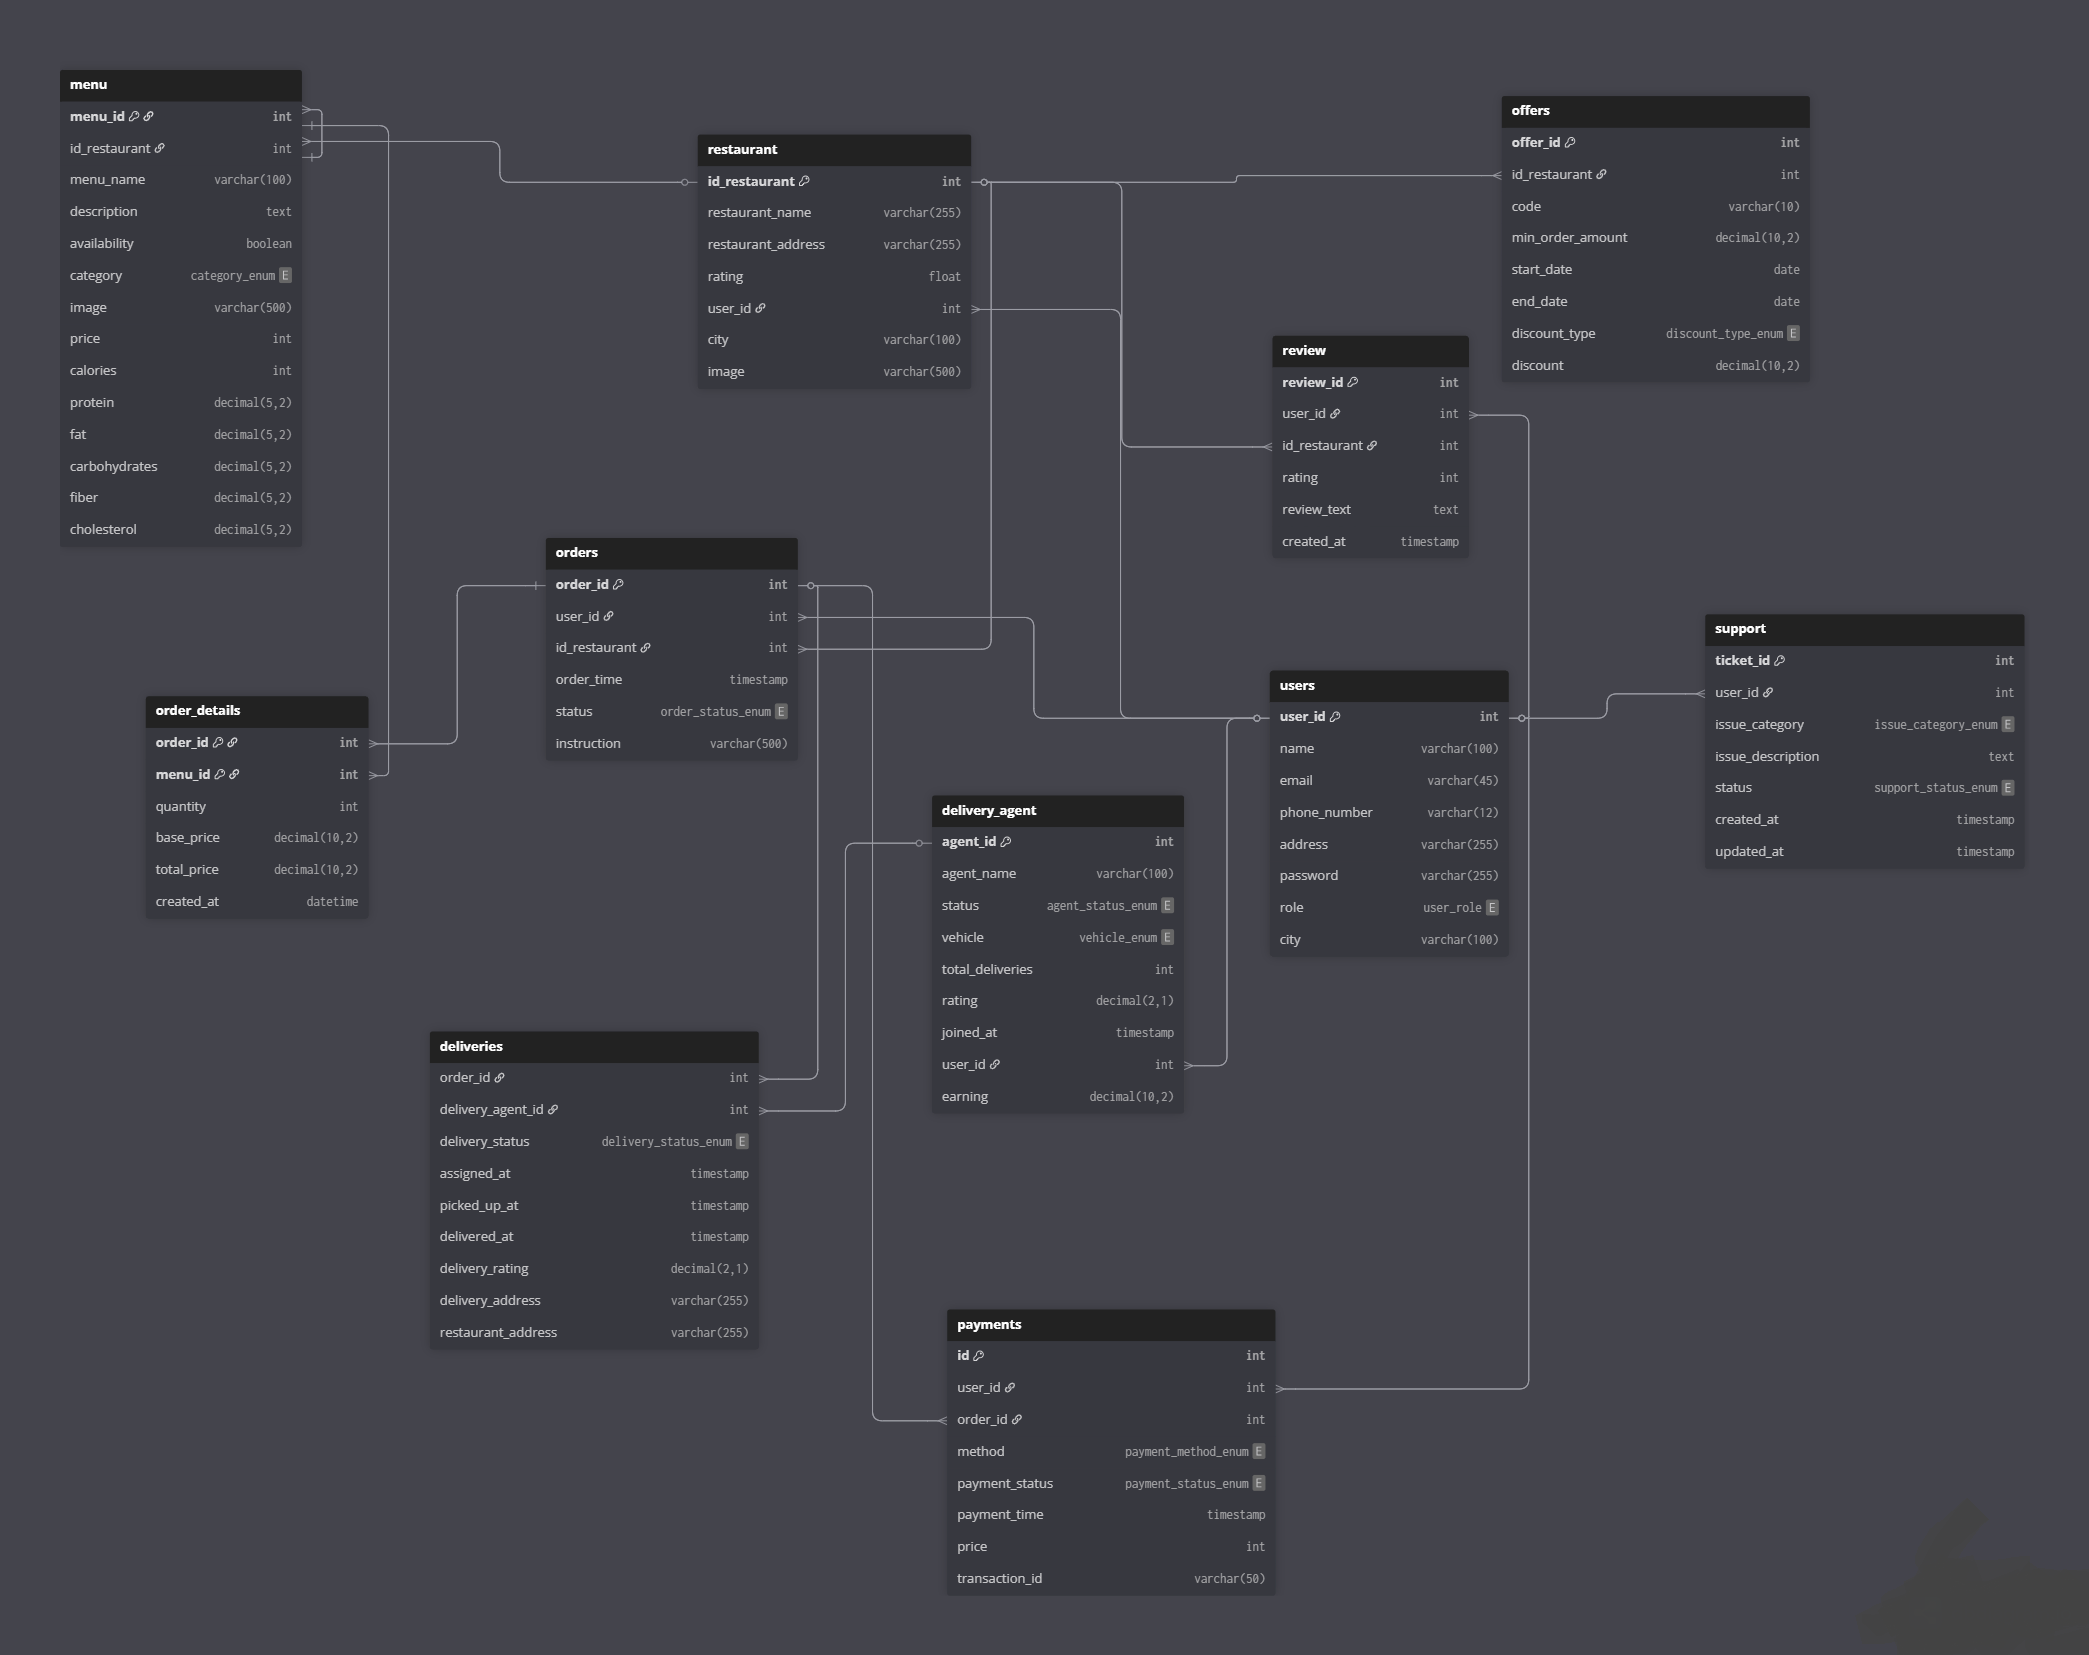 menu
menu_id int
id_restaurant int
menu_name varchar(100)
description text
availability boolean
category category_enum E
image varchar(500)
price int
calories int
protein decimal(5,2)
fat decimal(5,2)
carbohydrates decimal(5,2)
fiber decimal(5,2)
cholesterol decimal(5,2)
restaurant
id_restaurant int
restaurant_name varchar(255)
restaurant_address varchar(255)
rating float
user_id int
city varchar(100)
image varchar(500)
offers
offer_id int
id_restaurant int
code varchar(10)
min_order_amount decimal(10,2)
start_date date
end_date date
discount_type discount_type_enum E
discount decimal(10,2)
review
review_id int
user_id int
id_restaurant int
rating int
review_text text
created_at timestamp
orders
order_id int
user_id int
id_restaurant int
order_time timestamp
status order_status_enum E
instruction varchar(500)
support
ticket_id int
user_id int
issue_category issue_category_enum E
issue_description text
status support_status_enum E
created_at timestamp
updated_at timestamp
users
user_id int
name varchar(100)
email varchar(45)
phone_number varchar(12)
address varchar(255)
password varchar(255)
role user_role E
city varchar(100)
order_details
order_id int
menu_id int
quantity int
base_price decimal(10,2)
total_price decimal(10,2)
created_at datetime
delivery_agent
agent_id int
agent_name varchar(100)
status agent_status_enum E
vehicle vehicle_enum E
total_deliveries int
rating decimal(2,1)
joined_at timestamp
user_id int
earning decimal(10,2)
deliveries
order_id int
delivery_agent_id int
delivery_status delivery_status_enum E
assigned_at timestamp
picked_up_at timestamp
delivered_at timestamp
delivery_rating decimal(2,1)
delivery_address varchar(255)
restaurant_address varchar(255)
payments
id int
user_id int
order_id int
method payment_method_enum E
payment_status payment_status_enum E
payment_time timestamp
price int
transaction_id varchar(50)